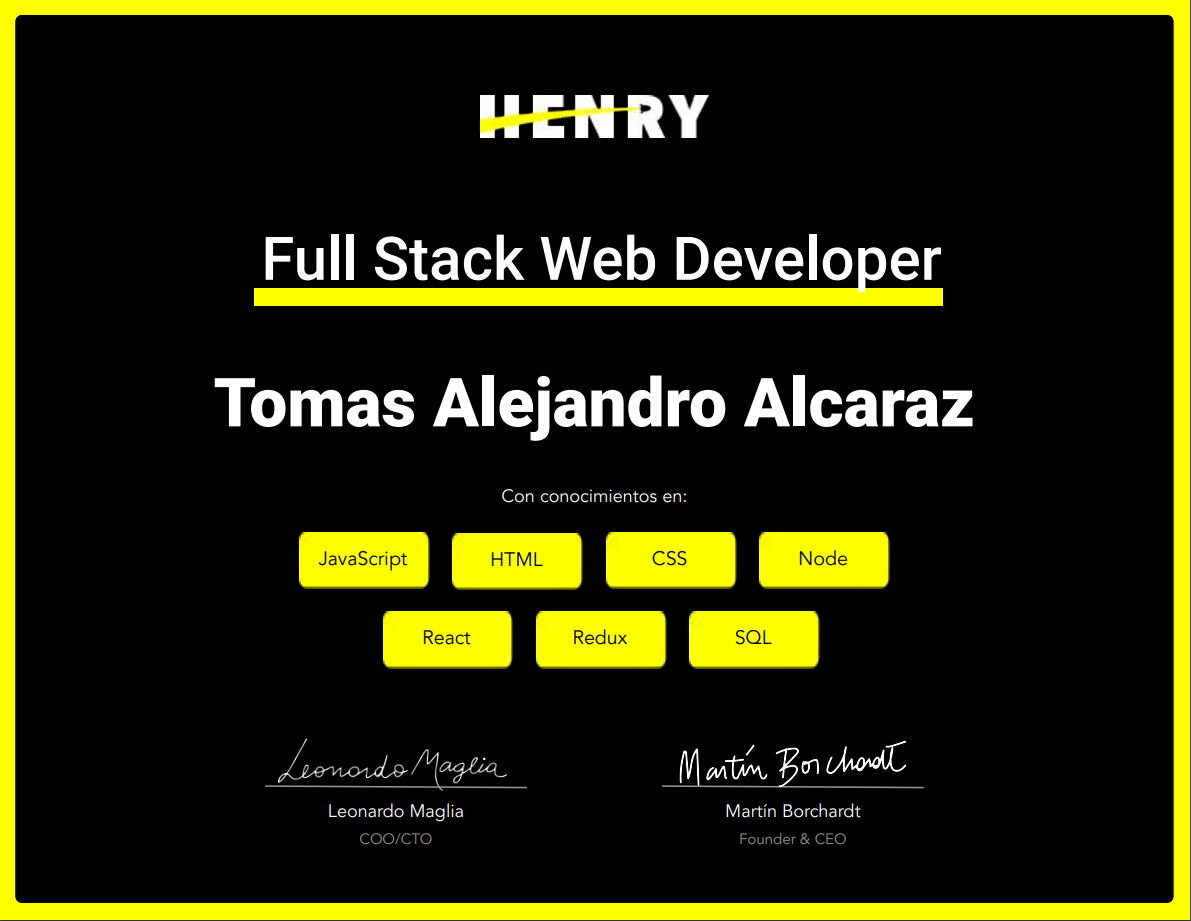 HENRY
Full Stack Web Developer
Tomas Alejandro Alcaraz
Con conocimientos en:
JavaScript HTML CSS Node
React Redux SQL
Leonardo Maglia Martín Borchardt
Leonardo Maglia Martín Borchardt
COO/CTO Founder & CEO